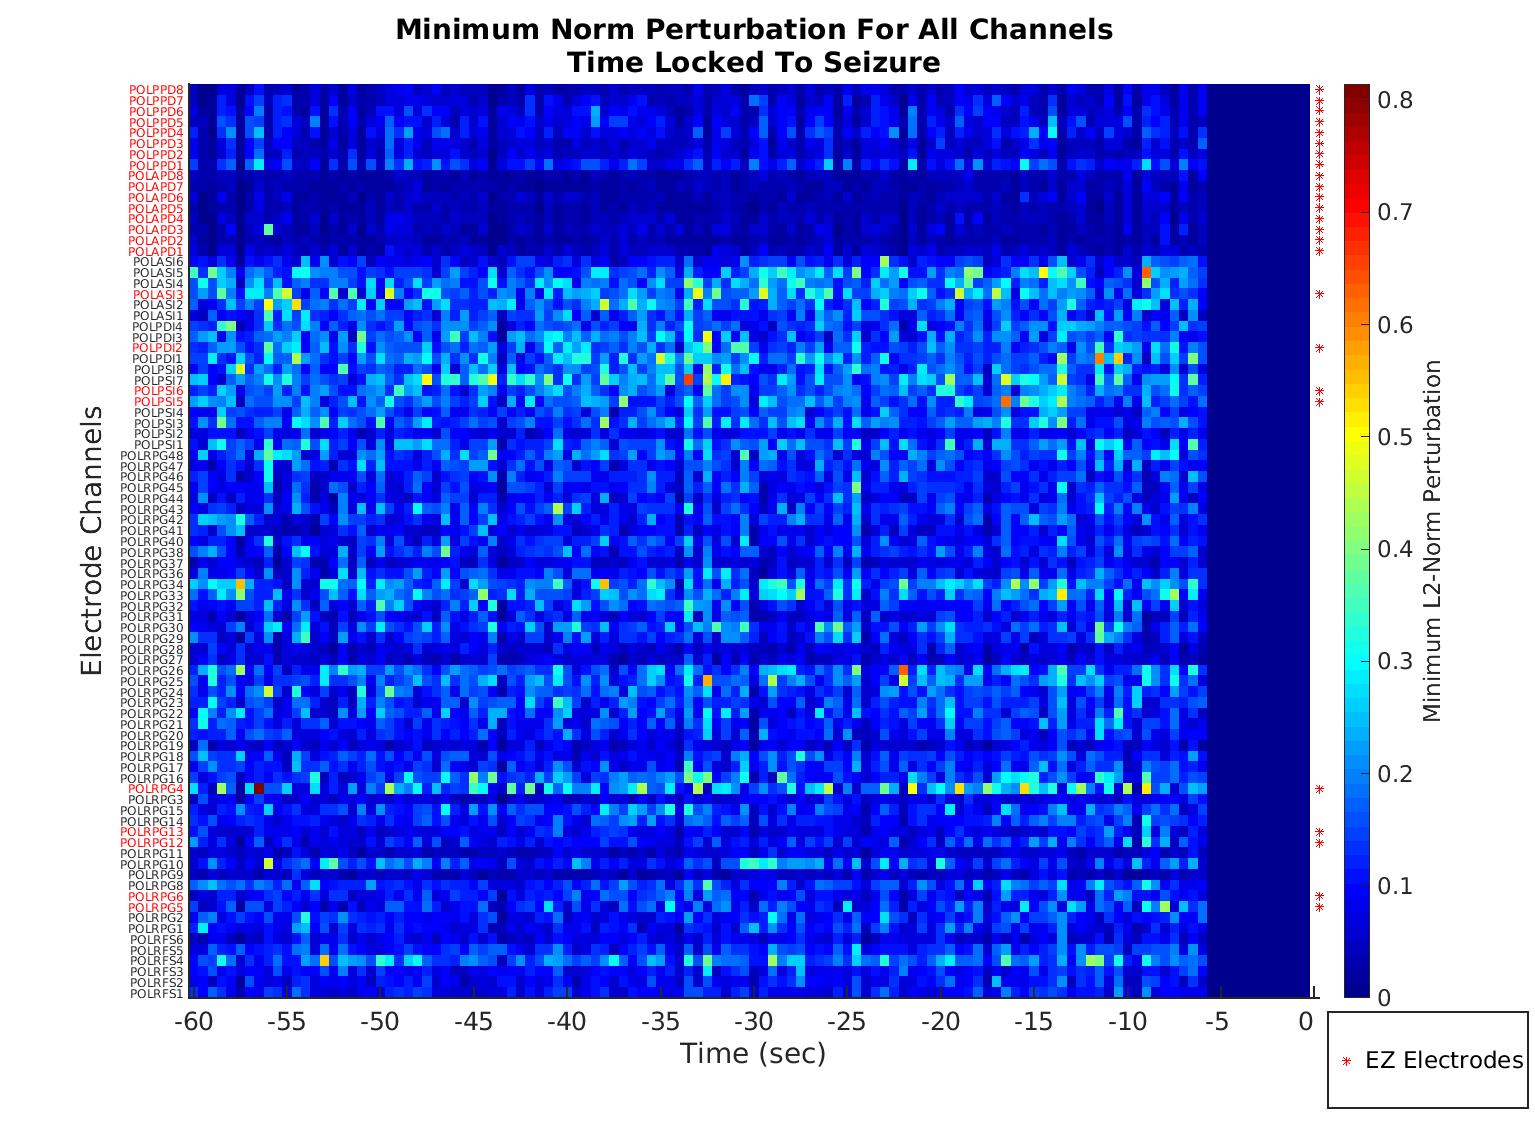 Minimum Norm Perturbation For All Channels
Time Locked To Seizure
Electrode Channels
POLPPD8
POLPPD7
POLPPD6
POLPPD5
POLPPD4
POLPPD3
POLPPD2
POLPPD1
POLAPD8
POLAPD7
POLAPD6
POLAPD5
POLAPD4
POLAPD3
POLAPD2
POLAPD1
POLASI6
POLASI5
POLASI4
POLASI3
POLASI2
POLASI1
POLPDI4
POLPDI3
POLPDI2
POLPDI1
POLPSI8
POLPSI7
POLPSI6
POLPSI5
POLPSI4
POLPSI3
POLPSI2
POLPSI1
POLRPG48
POLRPG47
POLRPG46
POLRPG45
POLRPG44
POLRPG43
POLRPG42
POLRPG41
POLRPG40
POLRPG38
POLRPG37
POLRPG36
POLRPG34
POLRPG33
POLRPG32
POLRPG31
POLRPG30
POLRPG29
POLRPG28
POLRPG27
POLRPG26
POLRPG25
POLRPG24
POLRPG23
POLRPG22
POLRPG21
POLRPG20
POLRPG19
POLRPG18
POLRPG17
POLRPG16
POLRPG4
POLRPG3
POLRPG15
POLRPG14
POLRPG13
POLRPG12
POLRPG11
POLRPG10
POLRPG9
POLRPG8
POLRPG6
POLRPG5
POLRPG2
POLRPG1
POLRFS6
POLRFS5
POLRFS4
POLRFS3
POLRFS2
POLRFS1
-60 -55 -50 -45 -40 -35 -30 -25 -20 -15 -10 -5 0
Time (sec)
0.8
0.7
0.6
0.5
0.4
0.3
0.2
0.1
0
Minimum L2-Norm Perturbation
EZ Electrodes